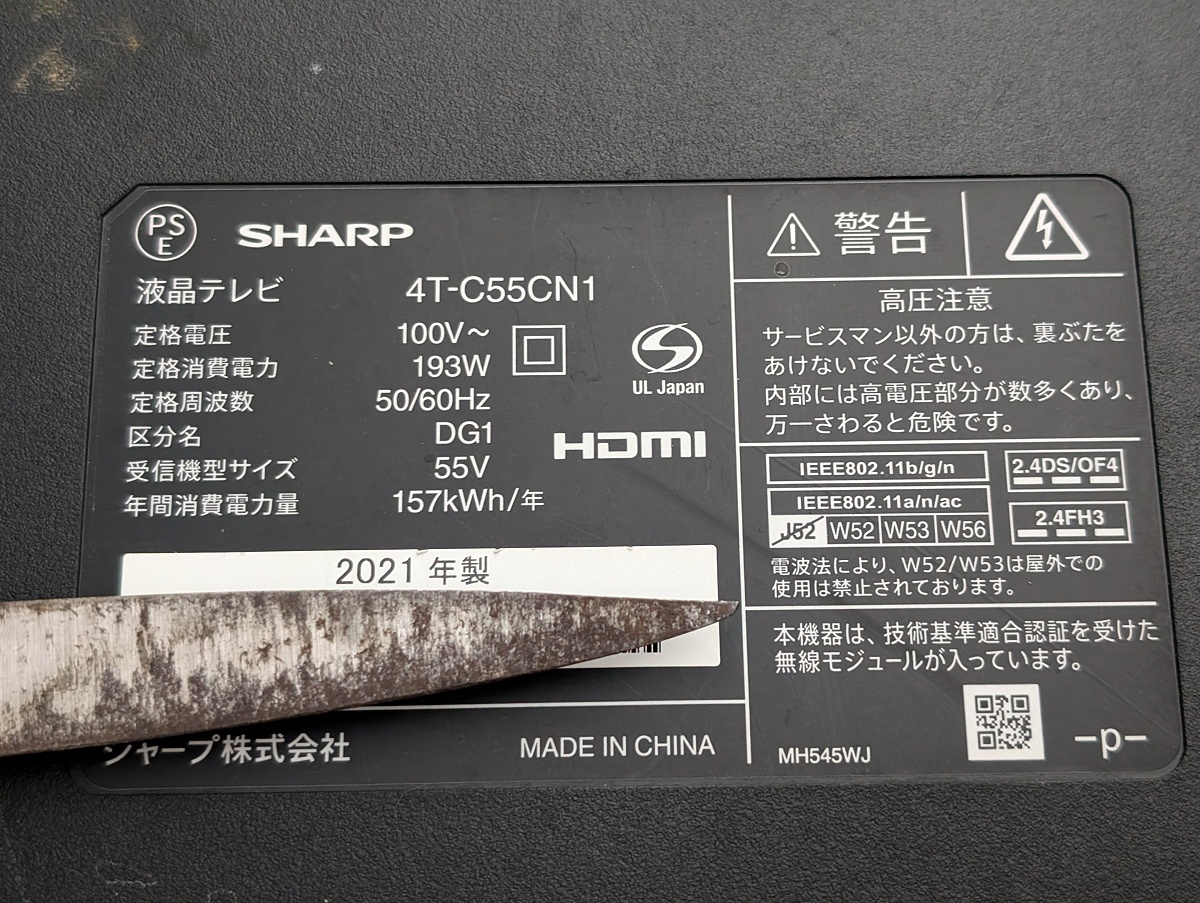 PSE
SHARP
液晶テレビ 4T-C55CN1
定格電圧 100V～
定格消費電力 193W
定格周波数 50/60Hz
区分名 DG1
受信機型サイズ 55V
年間消費電力量 157kWh/年
UL Japan
HDMI
2021 年製
シャープ株式会社
MADE IN CHINA
警告
高圧注意
サービスマン以外の方は、裏ぶたを
あけないでください。
内部には高電圧部分が数多くあり、
万一さわると危険です。
IEEE802.11b/g/n
IEEE802.11a/n/ac
J52 W52 W53 W56
2.4DS/OF4
2.4FH3
電波法により、W52/W53は屋外での
使用は禁止されております。
本機器は、技術基準適合認証を受けた
無線モジュールが入っています。
MH545WJ
–p–